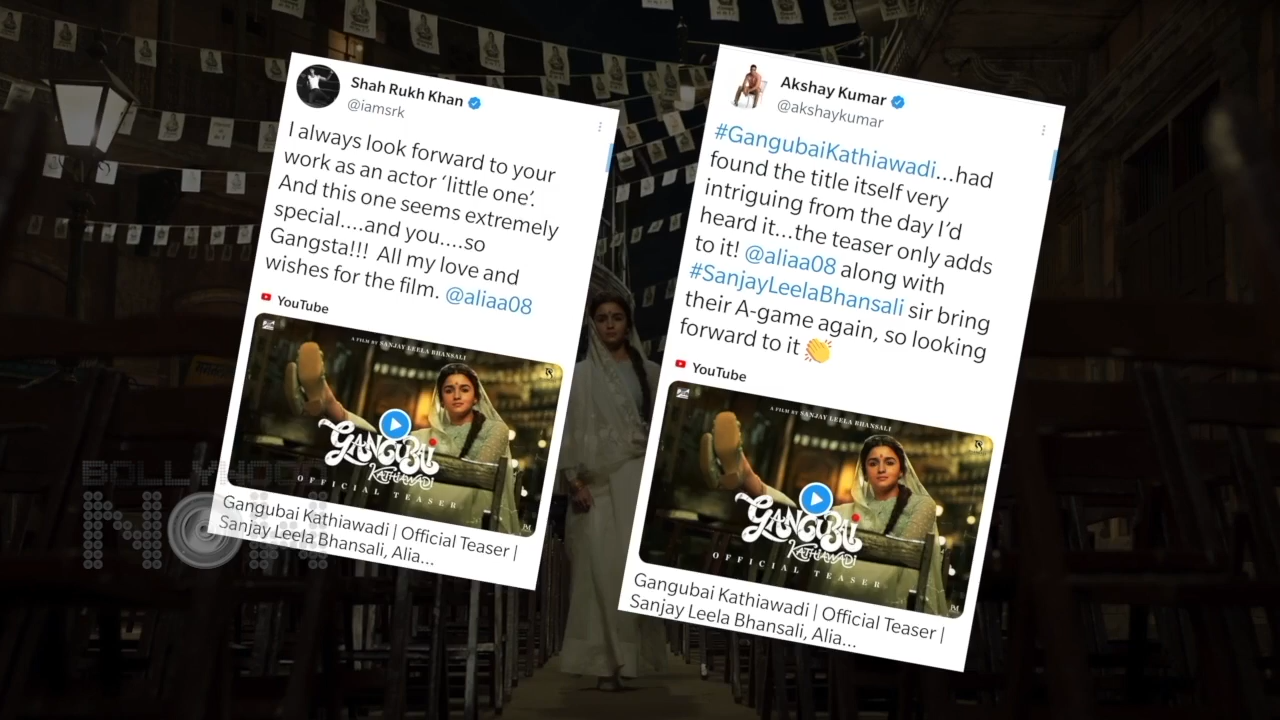 Shah Rukh Khan
@iamsrk
I always look forward to your
work as an actor ‘little one’.
And this one seems extremely
special....and you....so
Gangsta!!! All my love and
wishes for the film. @aliaa08
YouTube
A FILM BY SANJAY LEELA BHANSALI
GANGUBAI
KATHIAWADI
OFFICIAL TEASER
Gangubai Kathiawadi | Official Teaser |
Sanjay Leela Bhansali, Alia...
Akshay Kumar
@akshaykumar
#GangubaiKathiawadi...had
found the title itself very
intriguing from the day I’d
heard it...the teaser only adds
to it! @aliaa08 along with
#SanjayLeelaBhansali sir bring
their A-game again, so looking
forward to it 👏
YouTube
A FILM BY SANJAY LEELA BHANSALI
GANGUBAI
KATHIAWADI
OFFICIAL TEASER
Gangubai Kathiawadi | Official Teaser |
Sanjay Leela Bhansali, Alia...
BOLLYWOOD
NOW